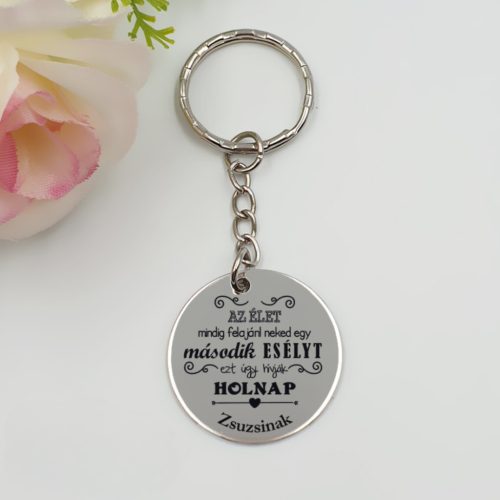 AZ ÉLET
mindig felajánl neked egy
második ESÉLYT
ezt úgy hívják
HOLNAP
Zsuzsinak